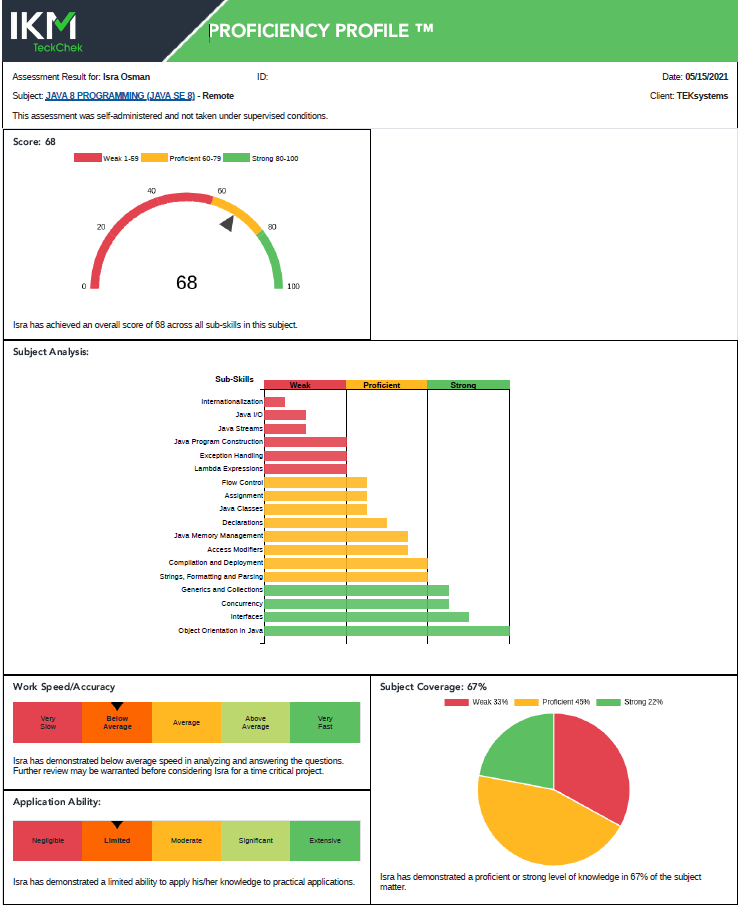 IKM
TeckChek
PROFICIENCY PROFILE ™
Assessment Result for: Isra Osman ID: Date: 05/15/2021
Subject: JAVA 8 PROGRAMMING (JAVA SE 8) - Remote Client: TEKsystems
This assessment was self-administered and not taken under supervised conditions.
Score: 68
Weak 1-59 Proficient 60-79 Strong 80-100
0 20 40 60 80 100
68
Isra has achieved an overall score of 68 across all sub-skills in this subject.
Subject Analysis:
Sub-Skills Weak Proficient Strong
Internationalization
Java I/O
Java Streams
Java Program Construction
Exception Handling
Lambda Expressions
Flow Control
Assignment
Java Classes
Declarations
Java Memory Management
Access Modifiers
Compilation and Deployment
Strings, Formatting and Parsing
Generics and Collections
Concurrency
Interfaces
Object Orientation in Java
Work Speed/Accuracy
Very Slow
Below Average
Average
Above Average
Very Fast
Isra has demonstrated below average speed in analyzing and answering the questions.
Further review may be warranted before considering Isra for a time critical project.
Application Ability:
Negligible Limited Moderate Significant Extensive
Isra has demonstrated a limited ability to apply his/her knowledge to practical applications.
Subject Coverage: 67%
Weak 33% Proficient 45% Strong 22%
Isra has demonstrated a proficient or strong level of knowledge in 67% of the subject
matter.